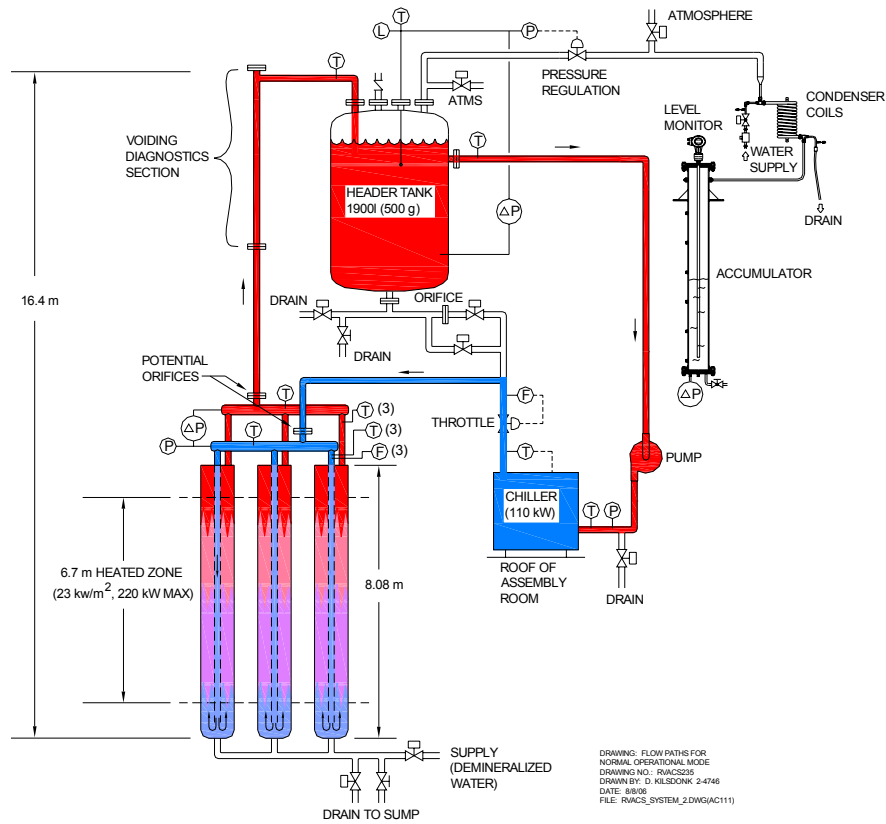 ATMOSPHERE
T
L
P
PRESSURE
REGULATION
ATMS
CONDENSER
COILS
LEVEL
MONITOR
WATER
SUPPLY
DRAIN
T
VOIDING
DIAGNOSTICS
SECTION
T
HEADER TANK
1900l (500 g)
△P
ACCUMULATOR
16.4 m
DRAIN
ORIFICE
DRAIN
POTENTIAL
ORIFICES
△P
T
T (3)
△P
P
T
T (3)
F (3)
F
THROTTLE
T
PUMP
CHILLER
(110 kW)
T
P
ROOF OF
ASSEMBLY
ROOM
DRAIN
6.7 m HEATED ZONE
(23 kw/m², 220 kW MAX)
8.08 m
SUPPLY
(DEMINERALIZED
WATER)
DRAIN TO SUMP
DRAWING: FLOW PATHS FOR
NORMAL OPERATIONAL MODE
DRAWING NO.: RVACS235
DRAWN BY: D. KILSDONK 2-4746
DATE: 8/8/06
FILE: RVACS_SYSTEM_2.DWG(AC111)